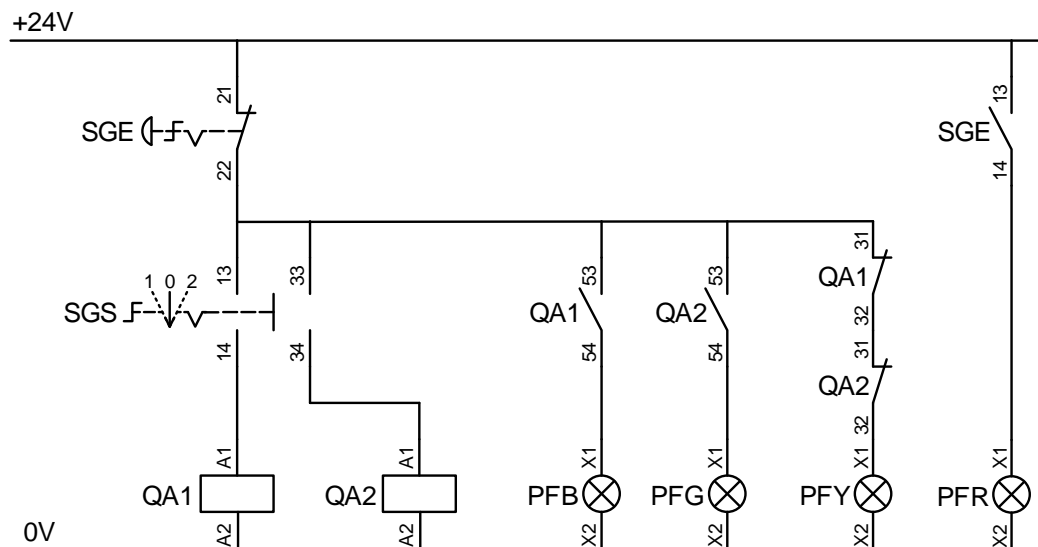 +24V
21
13
SGE
SGE
22
14
31
13
33
53
53
1 0 2
QA1
SGS
QA1
QA2
32
14
34
54
54
31
QA2
32
A1
A1
X1
X1
X1
X1
QA1
QA2
PFB
PFG
PFY
PFR
0V
A2
A2
X2
X2
X2
X2